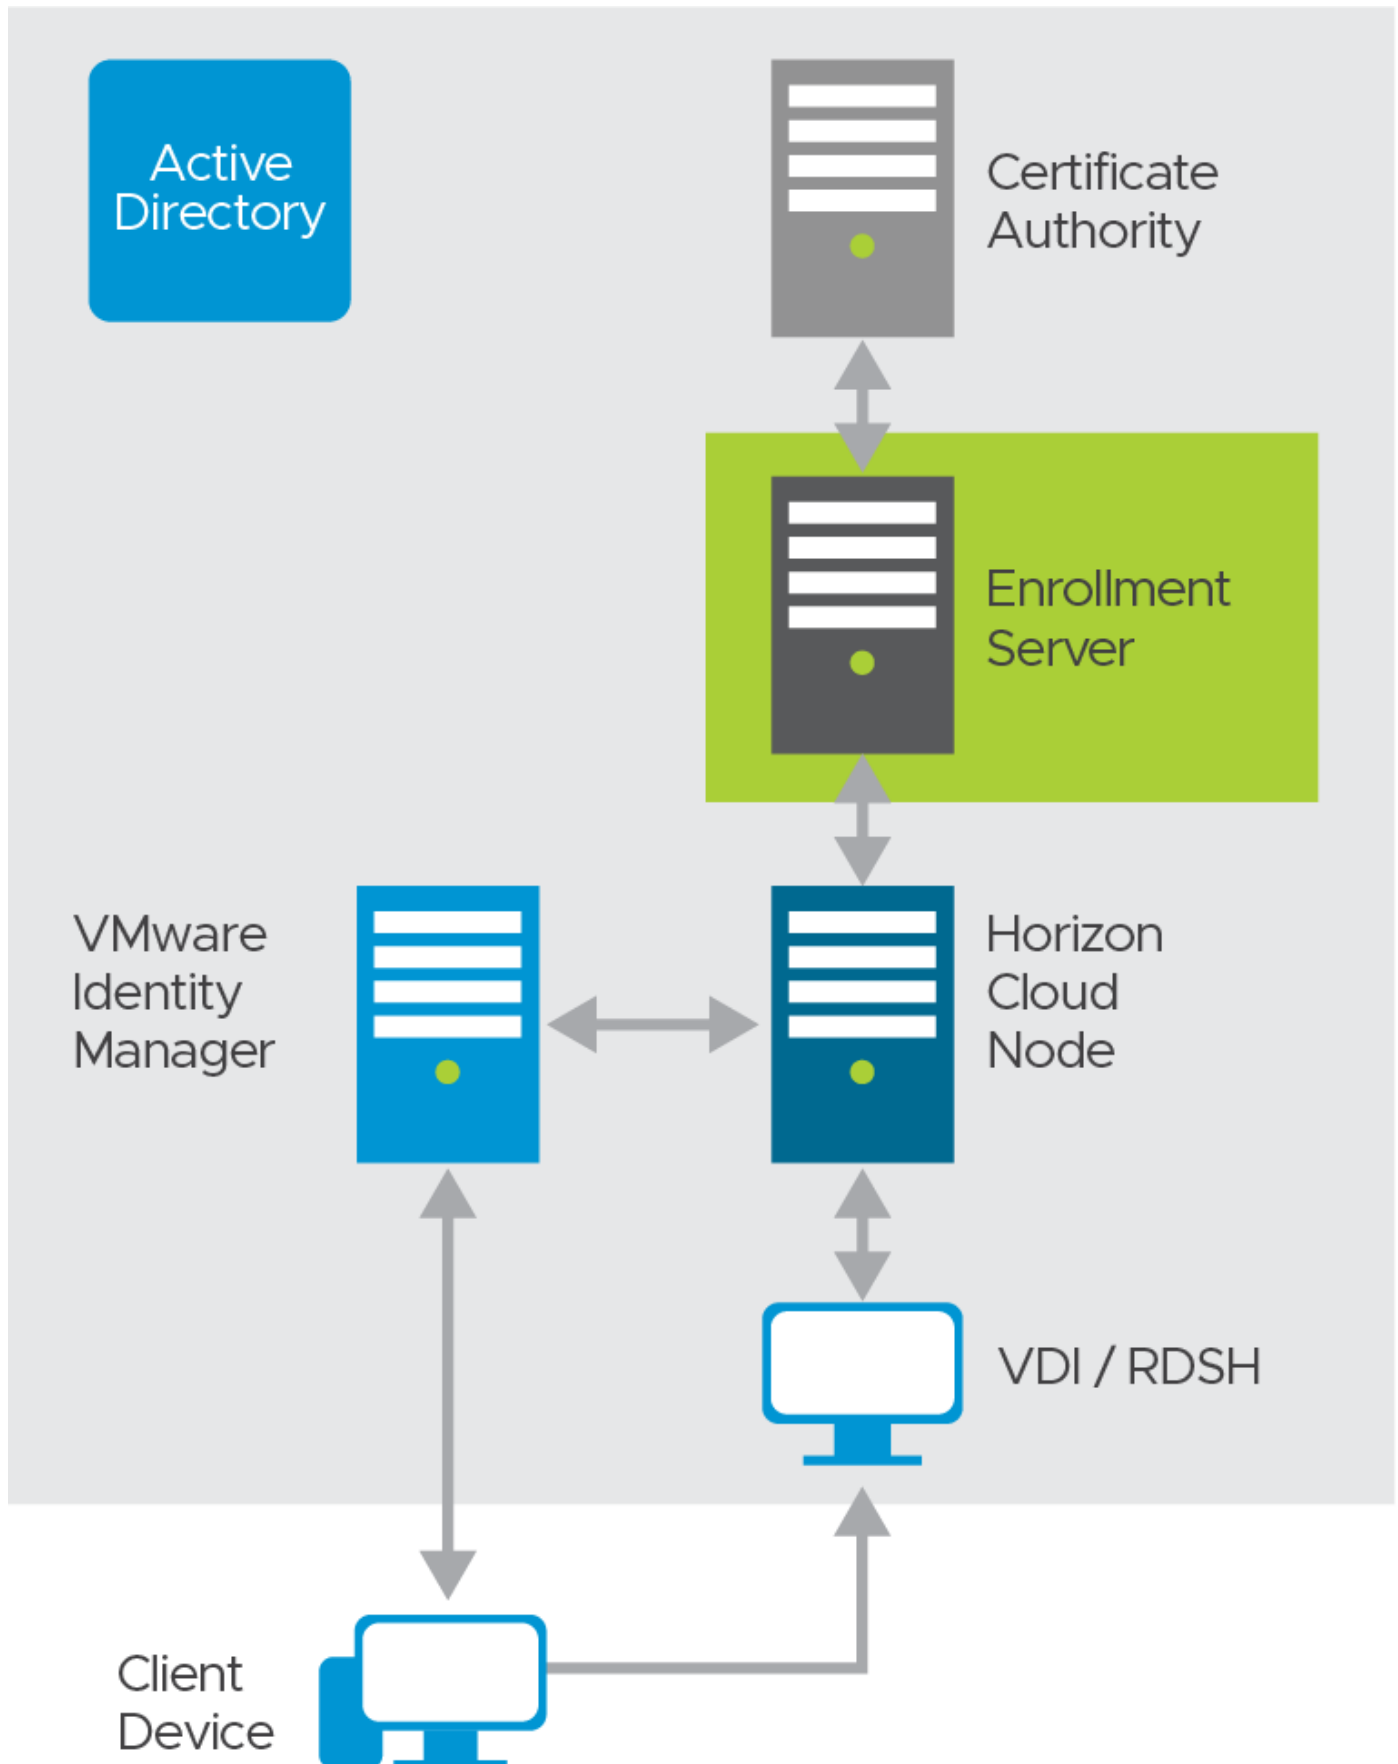 Active
Directory
Certificate
Authority
Enrollment
Server
VMware
Identity
Manager
Horizon
Cloud
Node
VDI / RDSH
Client
Device